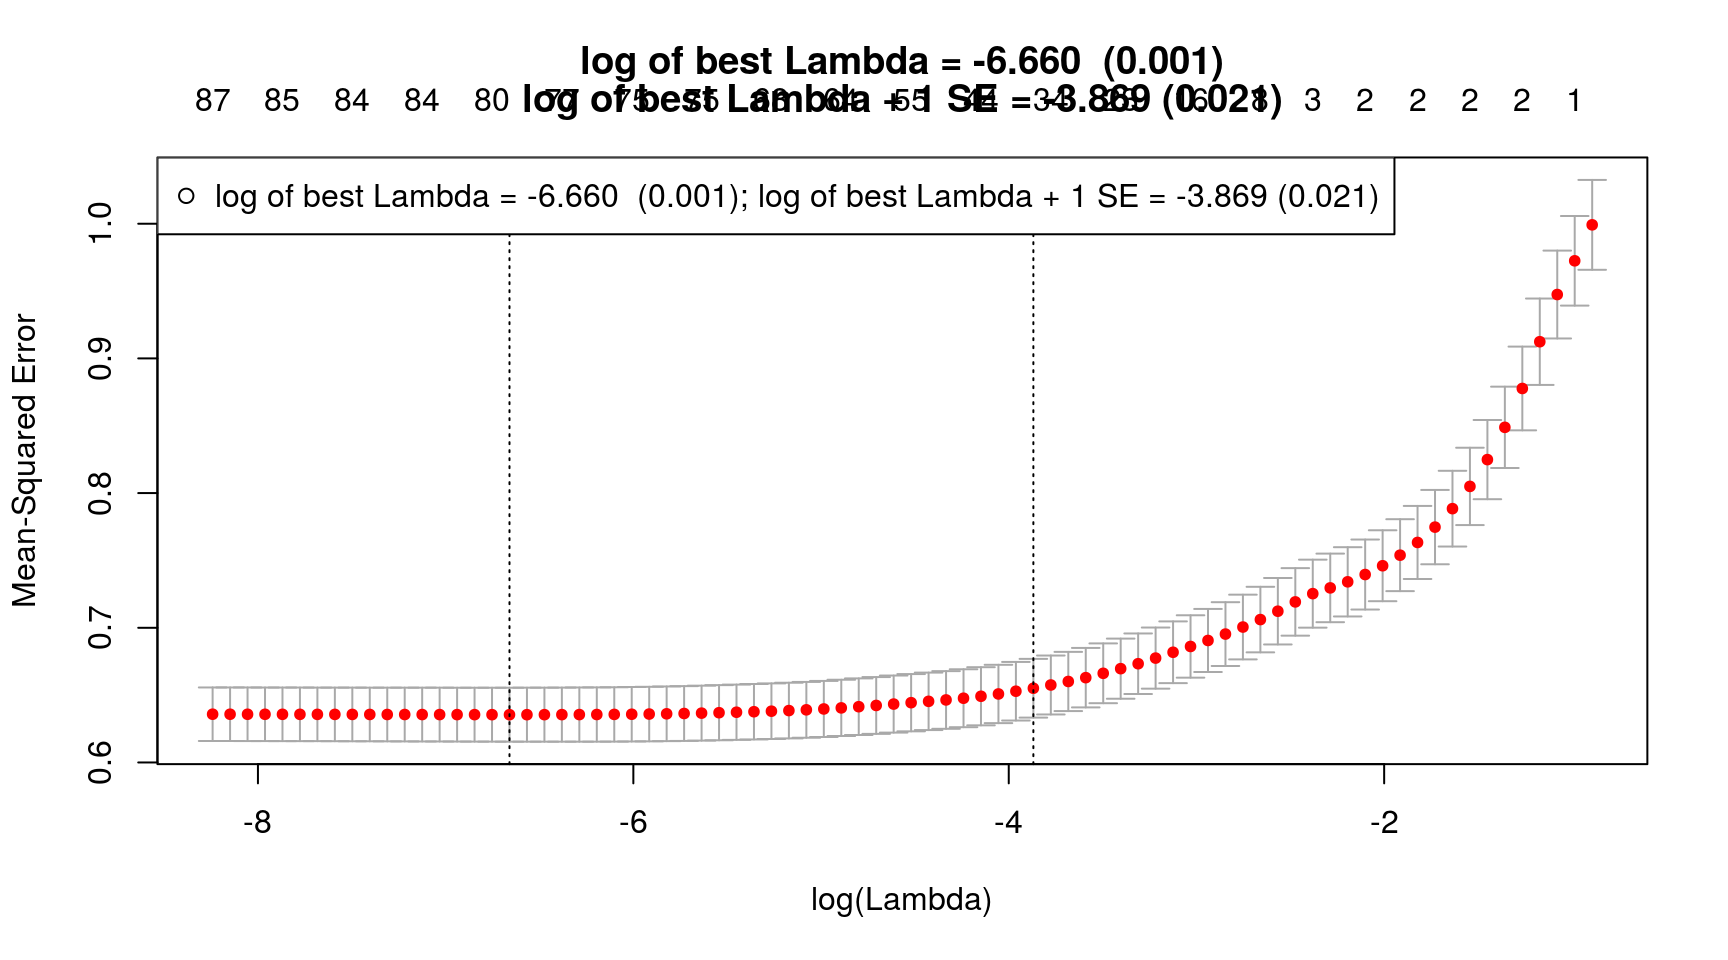 log of best Lambda = -6.660  (0.001)
log of best Lambda + 1 SE = -3.869 (0.021)
87 85 84 84 80 3 2 2 2 2 1
log of best Lambda = -6.660  (0.001); log of best Lambda + 1 SE = -3.869 (0.021)
1.0
0.9
0.8
0.7
0.6
Mean-Squared Error
-8 -6 -4 -2
log(Lambda)